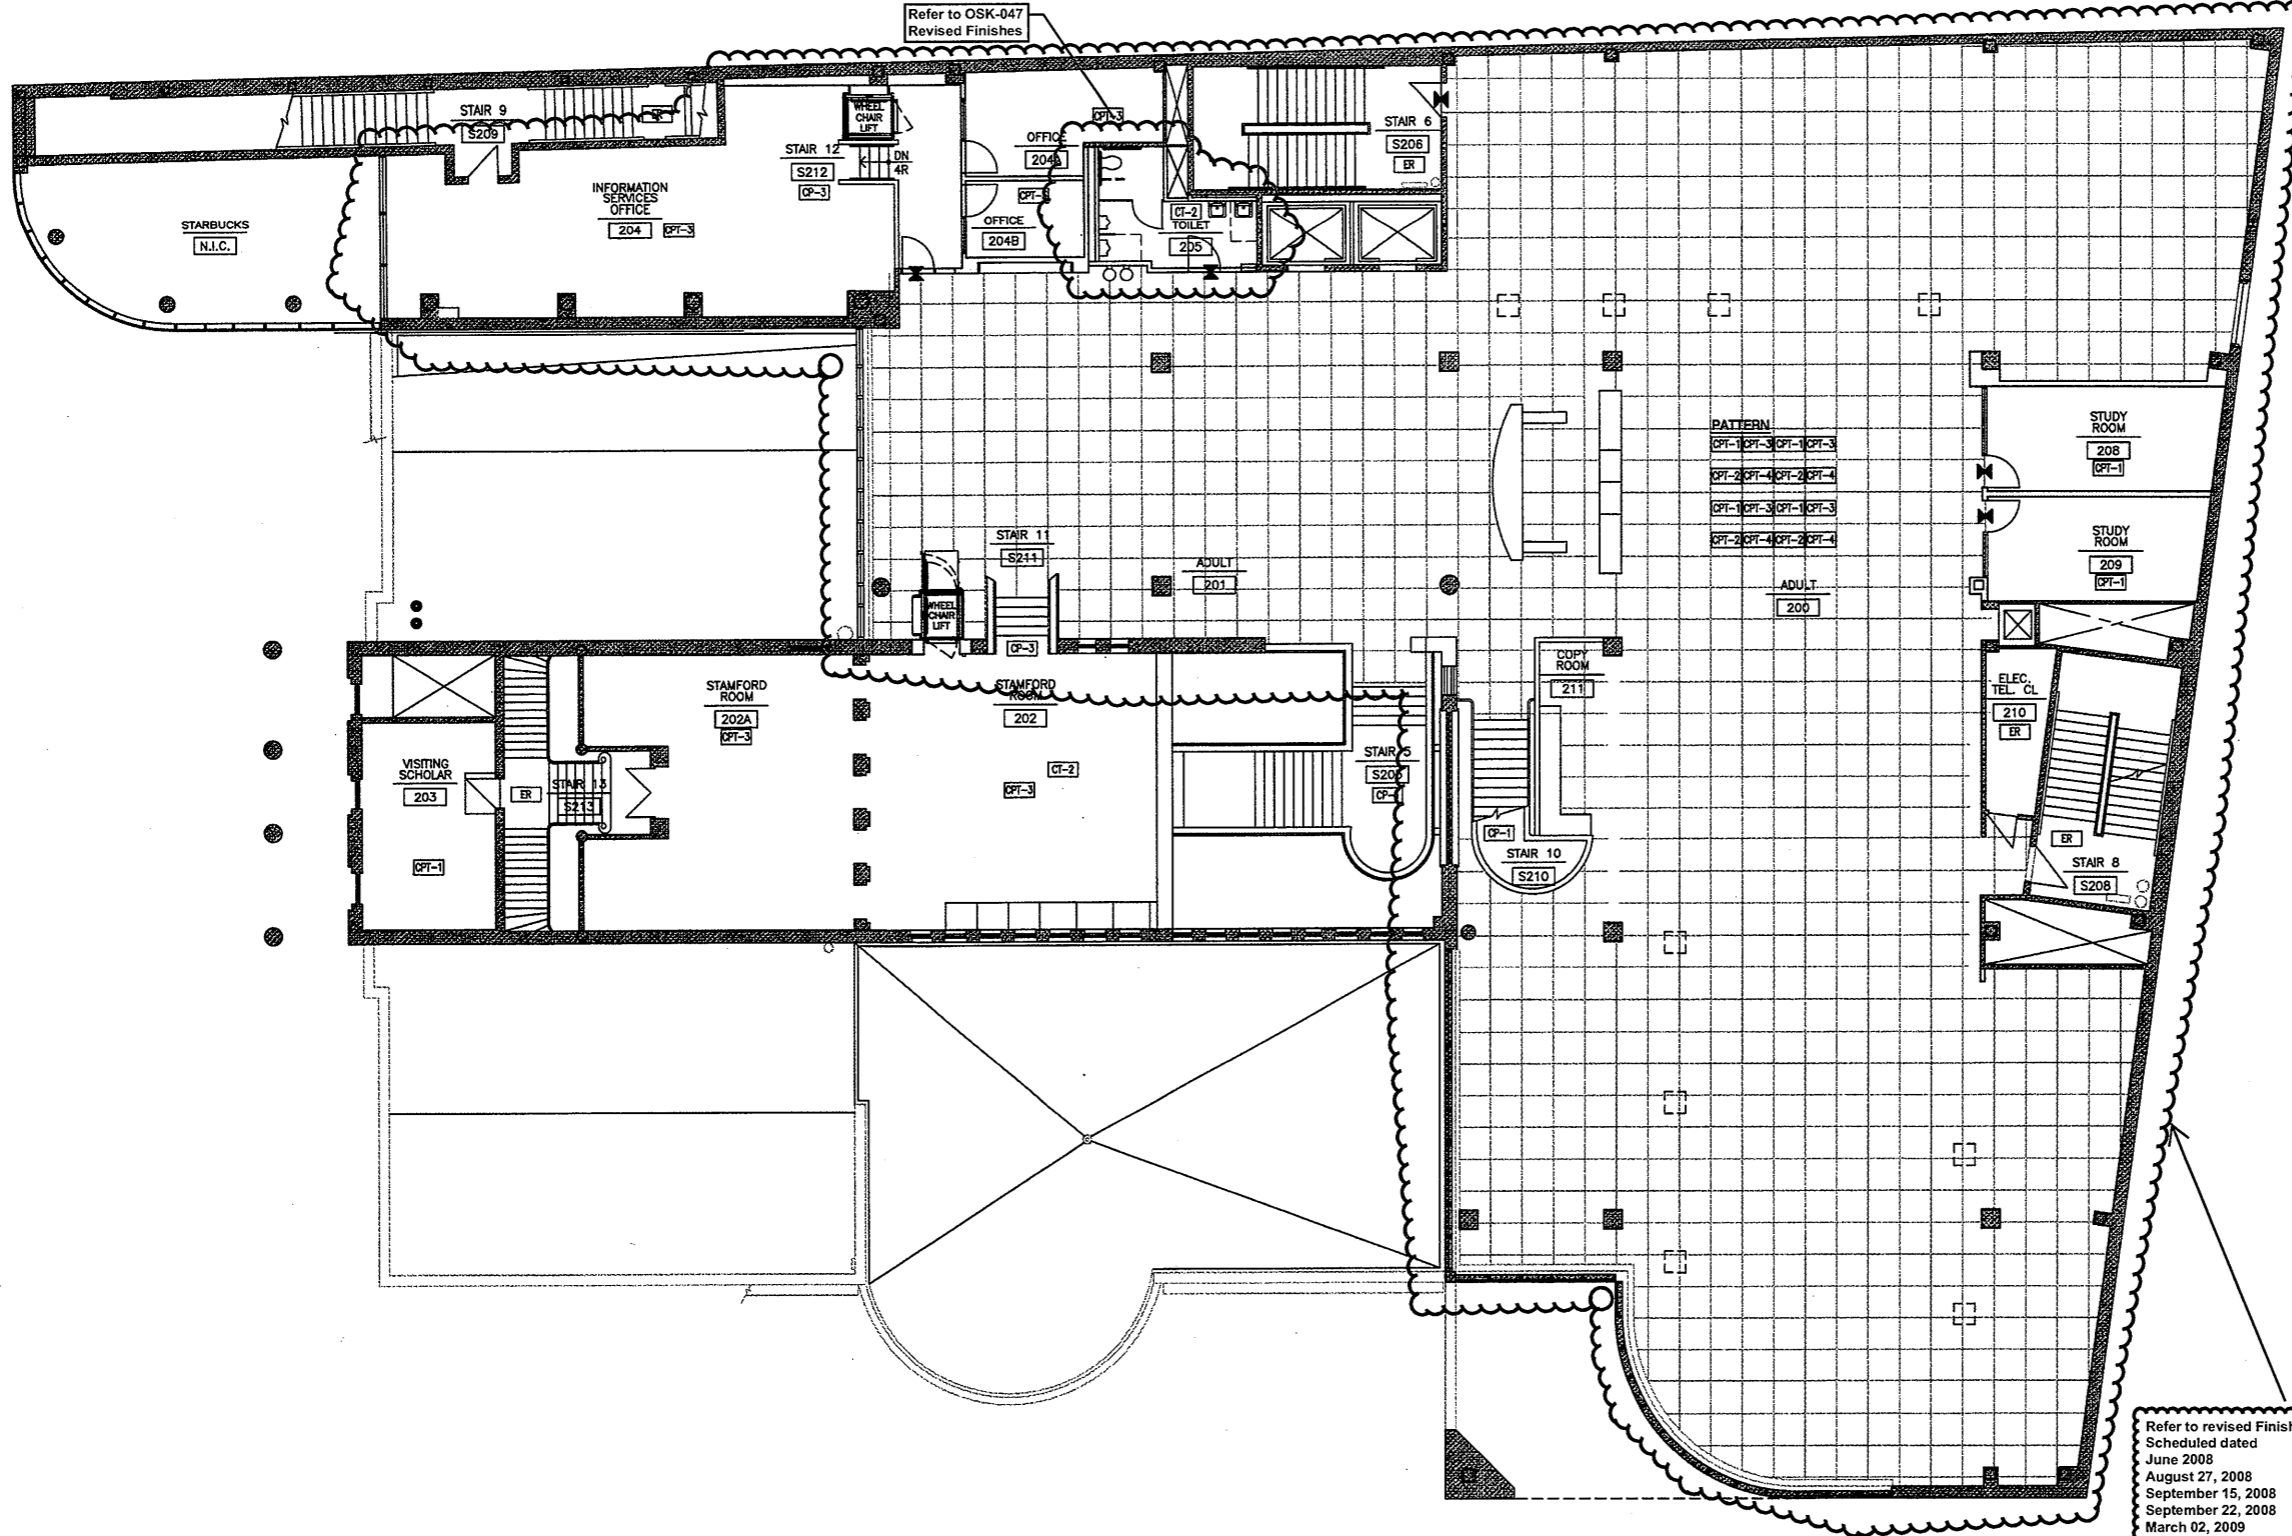 Refer to OSK-047
Revised Finishes
STAIR 9
S209
ER
WHEEL
CHAIR
LIFT
STAIR 12
S212
CP-3
DN
4R
CPT-3
OFFICE
204A
OFFICE
204B
CT-2
TOILET
205
STAIR 6
S206
ER
STARBUCKS
N.I.C.
INFORMATION
SERVICES
OFFICE
204 CPT-3
PATTERN
CPT-1 CPT-3 CPT-1 CPT-3
CPT-2 CPT-4 CPT-2 CPT-4
CPT-1 CPT-3 CPT-1 CPT-3
CPT-2 CPT-4 CPT-2 CPT-4
STUDY
ROOM
208
CPT-1
STUDY
ROOM
209
CPT-1
STAIR 11
S211
ADULT
201
ADULT
200
WHEEL
CHAIR
LIFT
CP-3
STAMFORD
ROOM
202A
CPT-3
STAMFORD
ROOM
202
CT-2
CPT-3
COPY
ROOM
211
ELEC.
TEL. CL
210
ER
VISITING
SCHOLAR
203
CPT-1
ER
STAIR 13
S213
STAIR 5
S205
CP-1
STAIR 10
S210
ER
STAIR 8
S208
Refer to revised Finish
Scheduled dated
June 2008
August 27, 2008
September 15, 2008
September 22, 2008
March 02, 2009